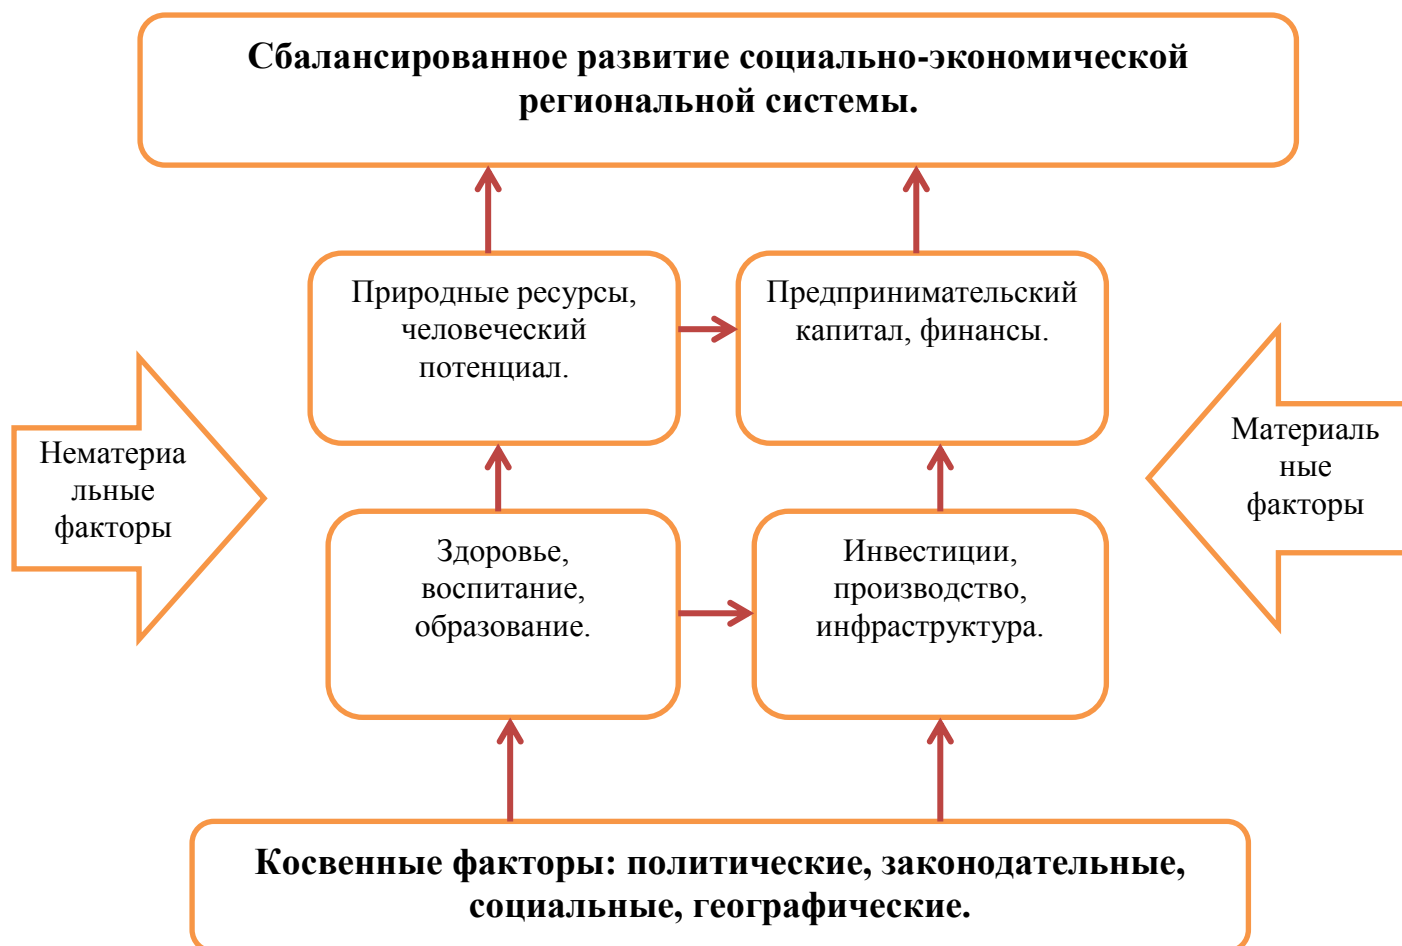 Сбалансированное развитие социально-экономической
региональной системы.
Природные ресурсы,
человеческий
потенциал.
Предпринимательский
капитал, финансы.
Нематериа
льные
факторы
Материаль
ные
факторы
Здоровье,
воспитание,
образование.
Инвестиции,
производство,
инфраструктура.
Косвенные факторы: политические, законодательные,
социальные, географические.